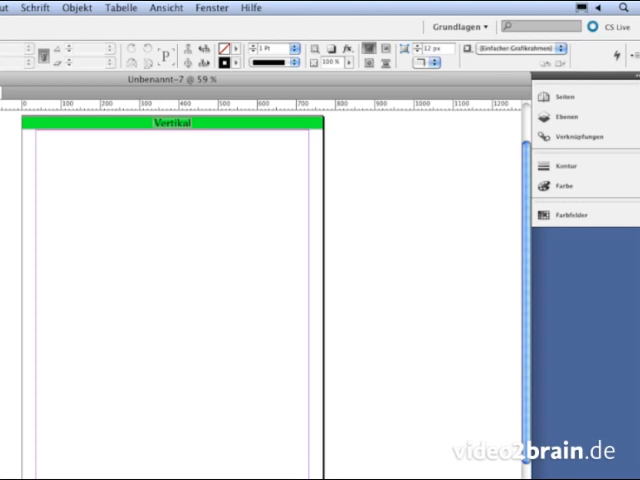 ut Schrift Objekt Tabelle Ansicht Fenster Hilfe
Grundlagen CS Live
1 Pt fx. 12 px [Einfacher Grafikrahmen]
P 100 %
Unbenannt-7 @ 59 %
0 100 200 300 400 500 600 700 800 900 1000 1100 1200
Vertikal
Seiten
Ebenen
Verknüpfungen
Kontur
Farbe
Farbfelder
video2brain.de